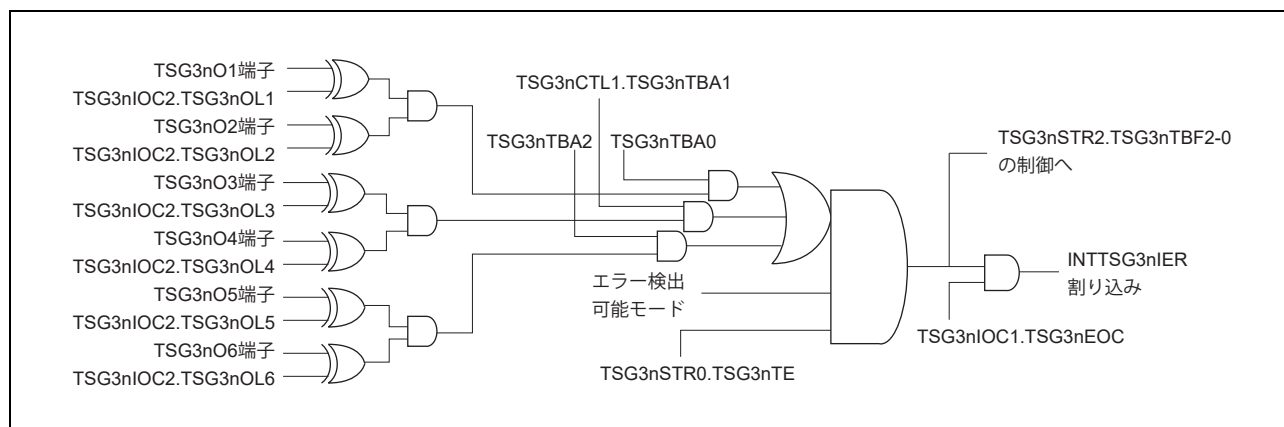 TSG3nO1端子
TSG3nIOC2.TSG3nOL1
TSG3nO2端子
TSG3nIOC2.TSG3nOL2
TSG3nO3端子
TSG3nIOC2.TSG3nOL3
TSG3nO4端子
TSG3nIOC2.TSG3nOL4
TSG3nO5端子
TSG3nIOC2.TSG3nOL5
TSG3nO6端子
TSG3nIOC2.TSG3nOL6
TSG3nCTL1.TSG3nTBA1
TSG3nTBA2
TSG3nTBA0
エラー検出
可能モード
TSG3nSTR0.TSG3nTE
TSG3nSTR2.TSG3nTBF2-0
の制御へ
INTTSG3nIER
割り込み
TSG3nIOC1.TSG3nEOC